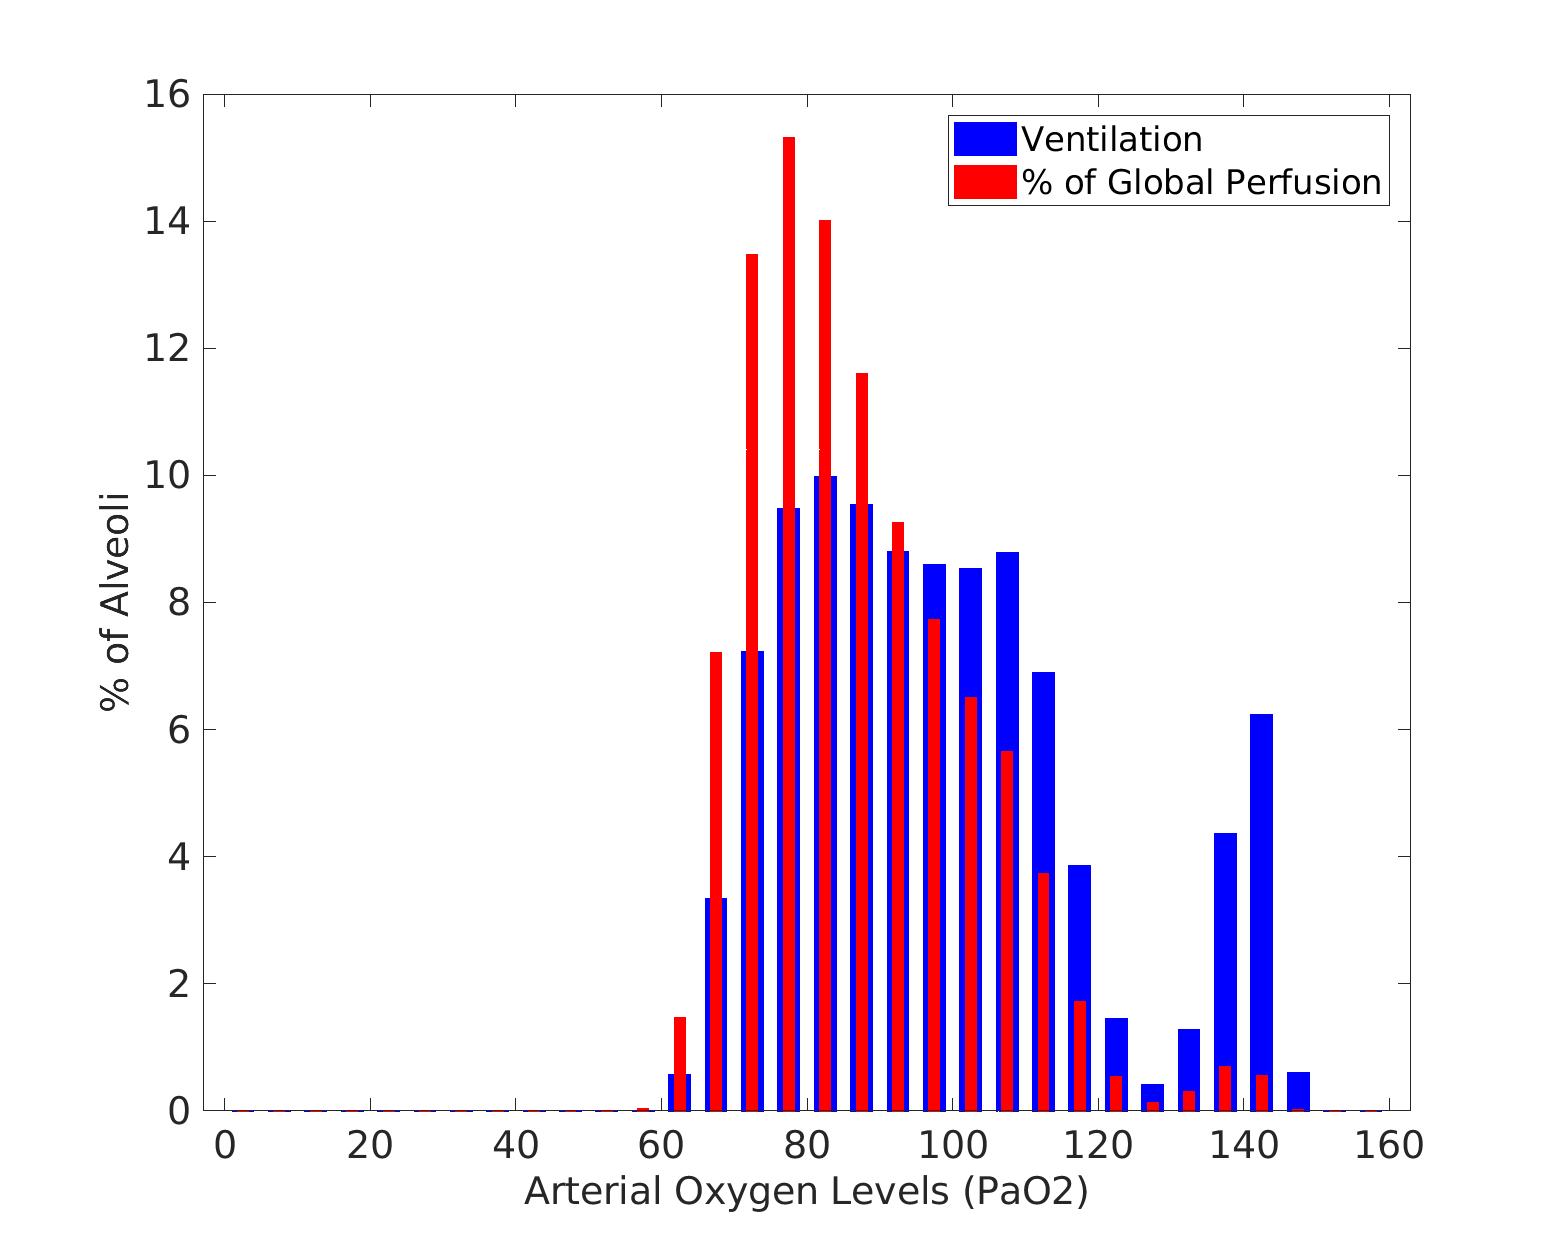 Ventilation
% of Global Perfusion
16
14
12
10
8
6
4
2
0
% of Alveoli
0 20 40 60 80 100 120 140 160
Arterial Oxygen Levels (PaO2)